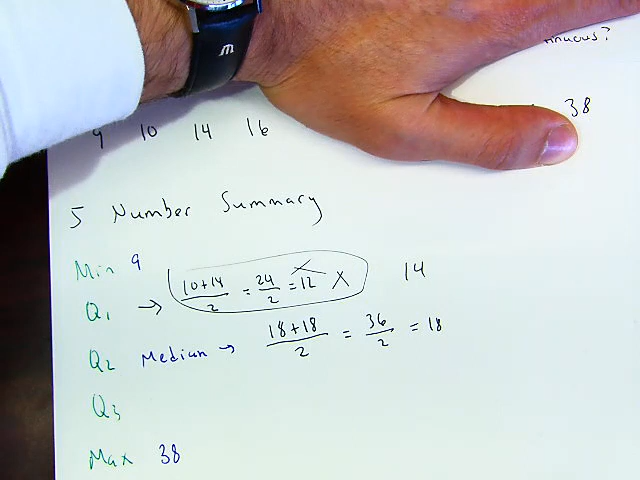 m
38
9 10 14 16
5 Number Summary
Min 9
Q1 → 10+14/2 = 24/2 = 12 X 14
Q2 Median → 18+18/2 = 36/2 = 18
Q3
Max 38